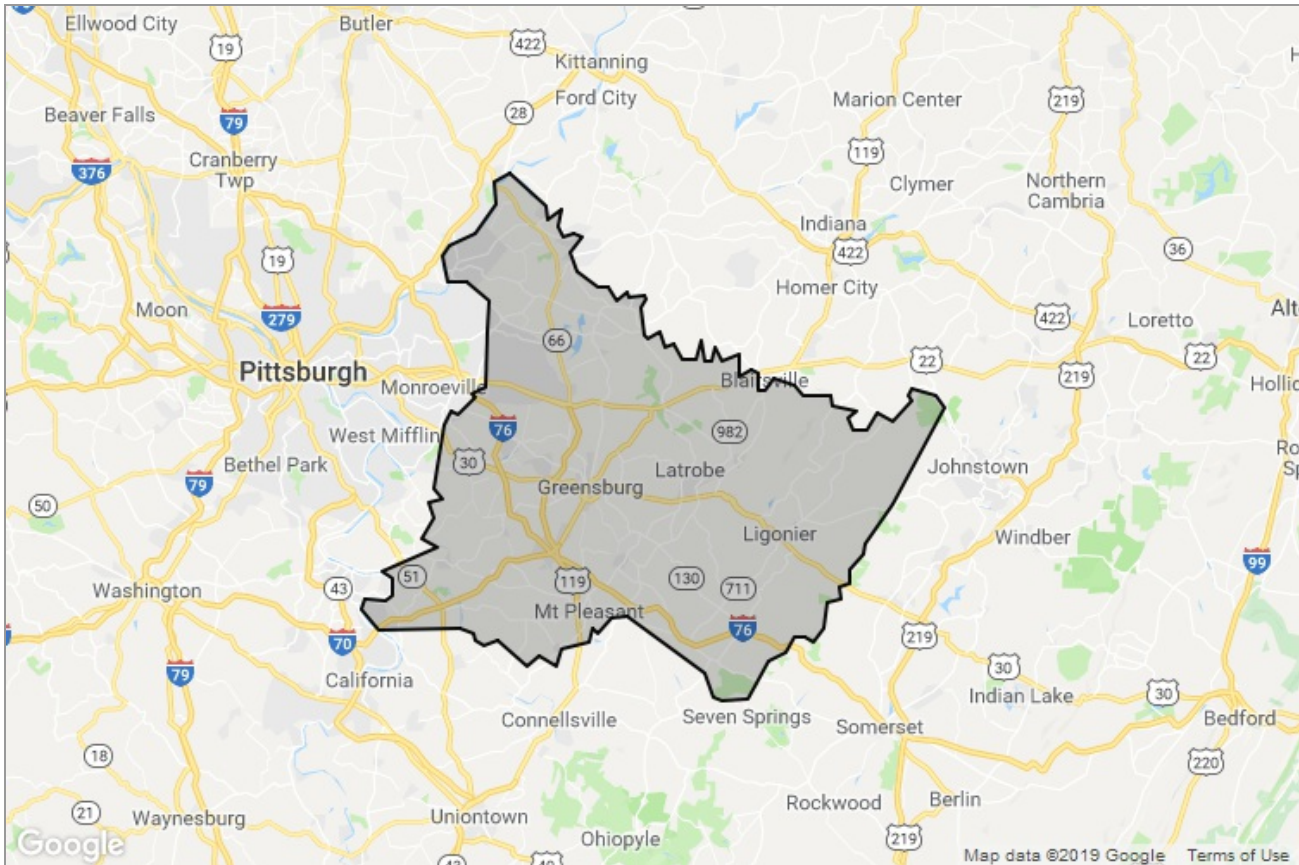 Ellwood City
Butler
19
422
Kittanning
Ford City
28
Marion Center
219
Beaver Falls
79
376
Cranberry
Twp
119
Clymer
Northern
Cambria
Indiana
422
36
19
Homer City
Moon
279
66
422
Loretto
22
22
Pittsburgh
Monroeville
Blairsville
219
76
982
West Mifflin
30
Bethel Park
Latrobe
Johnstown
79
Greensburg
50
Ligonier
Windber
99
51
119
130
711
Washington
43
Mt Pleasant
76
70
219
79
30
California
Indian Lake
30
Connellsville
Seven Springs
Somerset
Bedford
18
220
21
Waynesburg
Uniontown
Rockwood
Berlin
Ohiopyle
219
Google
Map data ©2019 Google
Terms of Use